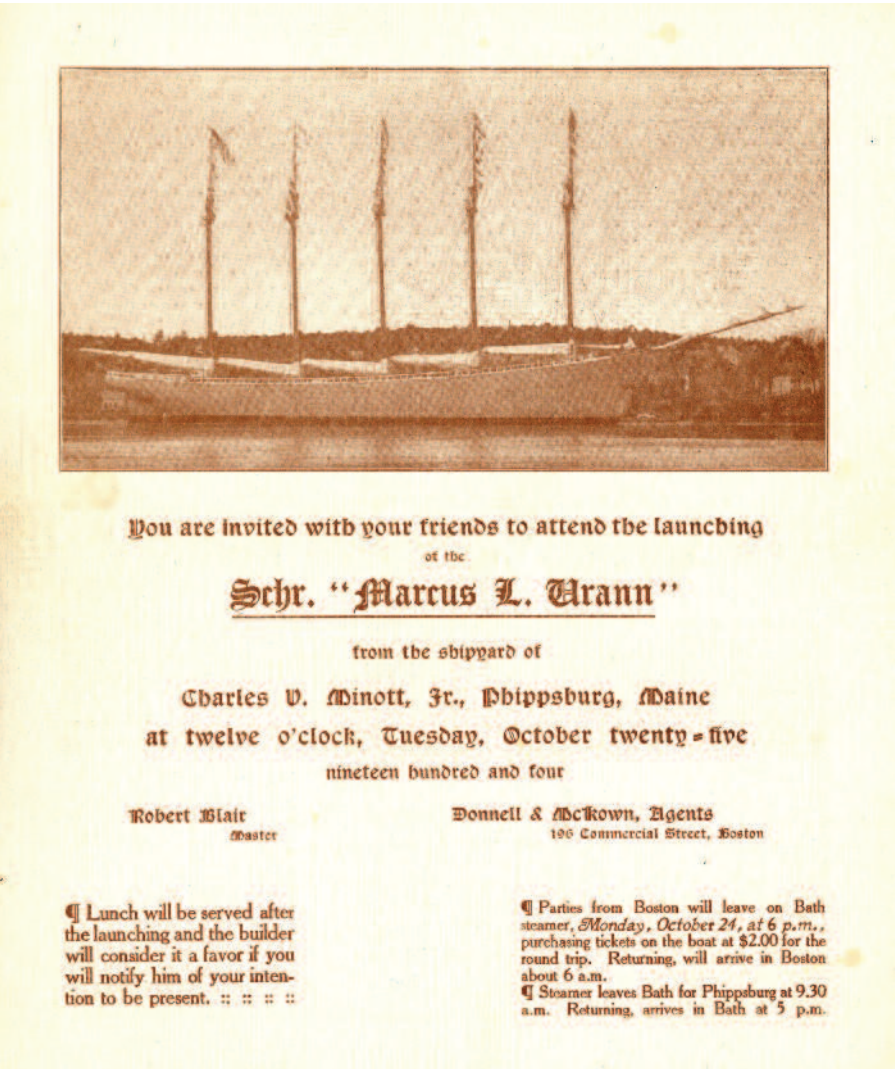 You are invited with your friends to attend the launching
of the
Schr. "Marcus L. Urann"
from the shipyard of
Charles V. Minott, Jr., Phippsburg, Maine
at twelve o'clock, Tuesday, October twenty=five
nineteen hundred and four
Robert Blair
Master
Donnell & McKown, Agents
196 Commercial Street, Boston
¶ Lunch will be served after
the launching and the builder
will consider it a favor if you
will notify him of your inten-
tion to be present. :: :: :: ::
¶ Parties from Boston will leave on Bath
steamer, Monday, October 24, at 6 p.m.,
purchasing tickets on the boat at $2.00 for the
round trip. Returning, will arrive in Boston
about 6 a.m.
¶ Steamer leaves Bath for Phippsburg at 9.30
a.m. Returning, arrives in Bath at 5 p.m.